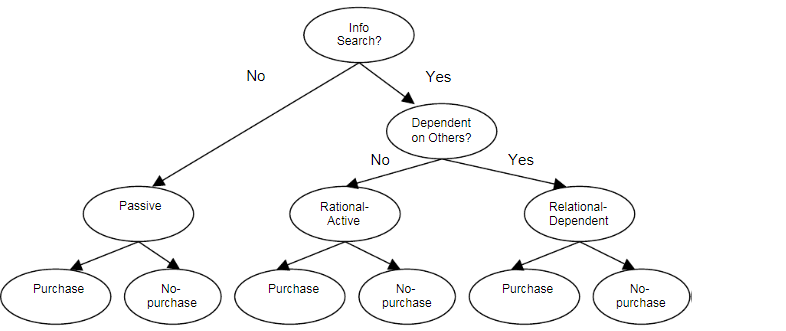 Info
Search?
No
Yes
Dependent
on Others?
No
Yes
Passive
Rational-
Active
Relational-
Dependent
Purchase
No-
purchase
Purchase
No-
purchase
Purchase
No-
purchase